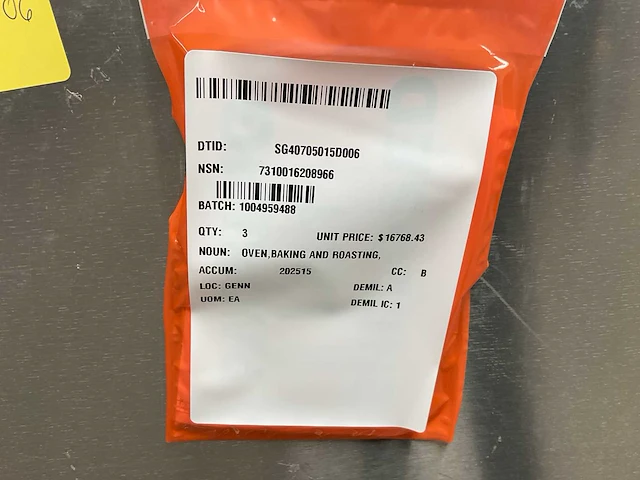 06
DTID: SG40705015D006
NSN: 7310016208966
BATCH: 1004959488
QTY: 3 UNIT PRICE: $16768.43
NOUN: OVEN,BAKING AND ROASTING,
ACCUM: 202515 CC: B
LOC: GENN DEMIL: A
UOM: EA DEMIL IC: 1